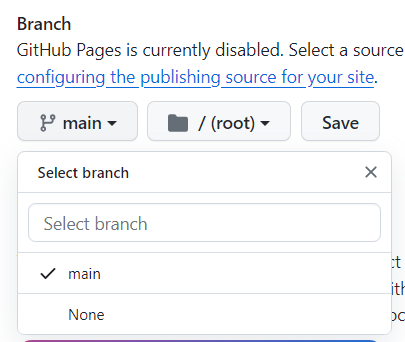 Branch
GitHub Pages is currently disabled. Select a source
configuring the publishing source for your site.
main
/ (root)
Save
Select branch
Select branch
main
None